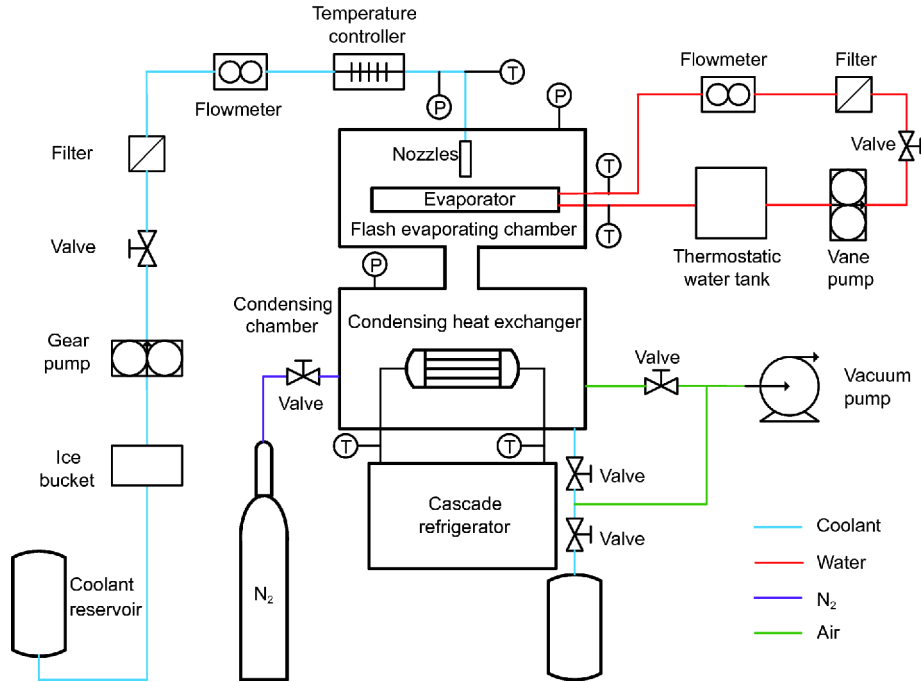 Temperature
controller
Flowmeter
T
P
P
Flowmeter
Filter
Valve
Filter
Nozzles
T
Evaporator
T
Flash evaporating chamber
Thermostatic
water tank
Vane
pump
Valve
P
Condensing
chamber
Condensing heat exchanger
Gear
pump
Valve
Valve
Vacuum
pump
T
T
Ice
bucket
Valve
Cascade
refrigerator
Valve
Coolant
reservoir
N₂
Coolant
Water
N₂
Air